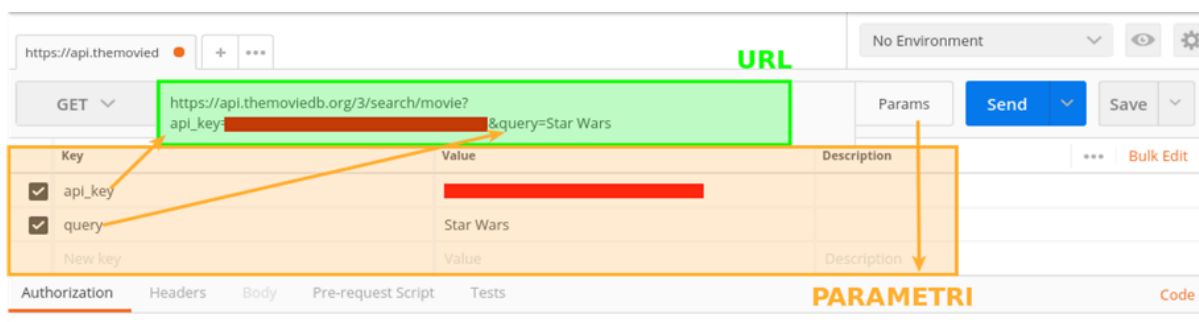 https://api.themovied
+
•••
URL
No Environment
GET
https://api.themoviedb.org/3/search/movie?
api_key=
&query=Star Wars
Params
Send
Save
Key
Value
Description
•••
Bulk Edit
api_key
query
Star Wars
New key
Value
Description
Authorization
Headers
Body
Pre-request Script
Tests
PARAMETRI
Code